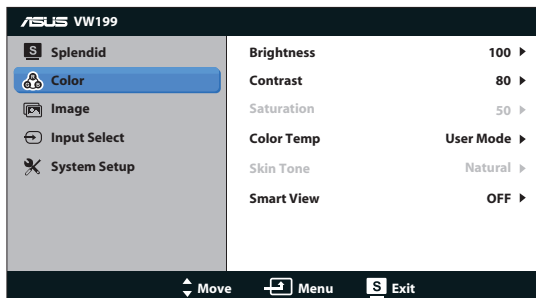 ASUS VW199
S Splendid
Color
Image
Input Select
System Setup
Brightness 100
Contrast 80
Saturation 50
Color Temp User Mode
Skin Tone Natural
Smart View OFF
Move Menu S Exit